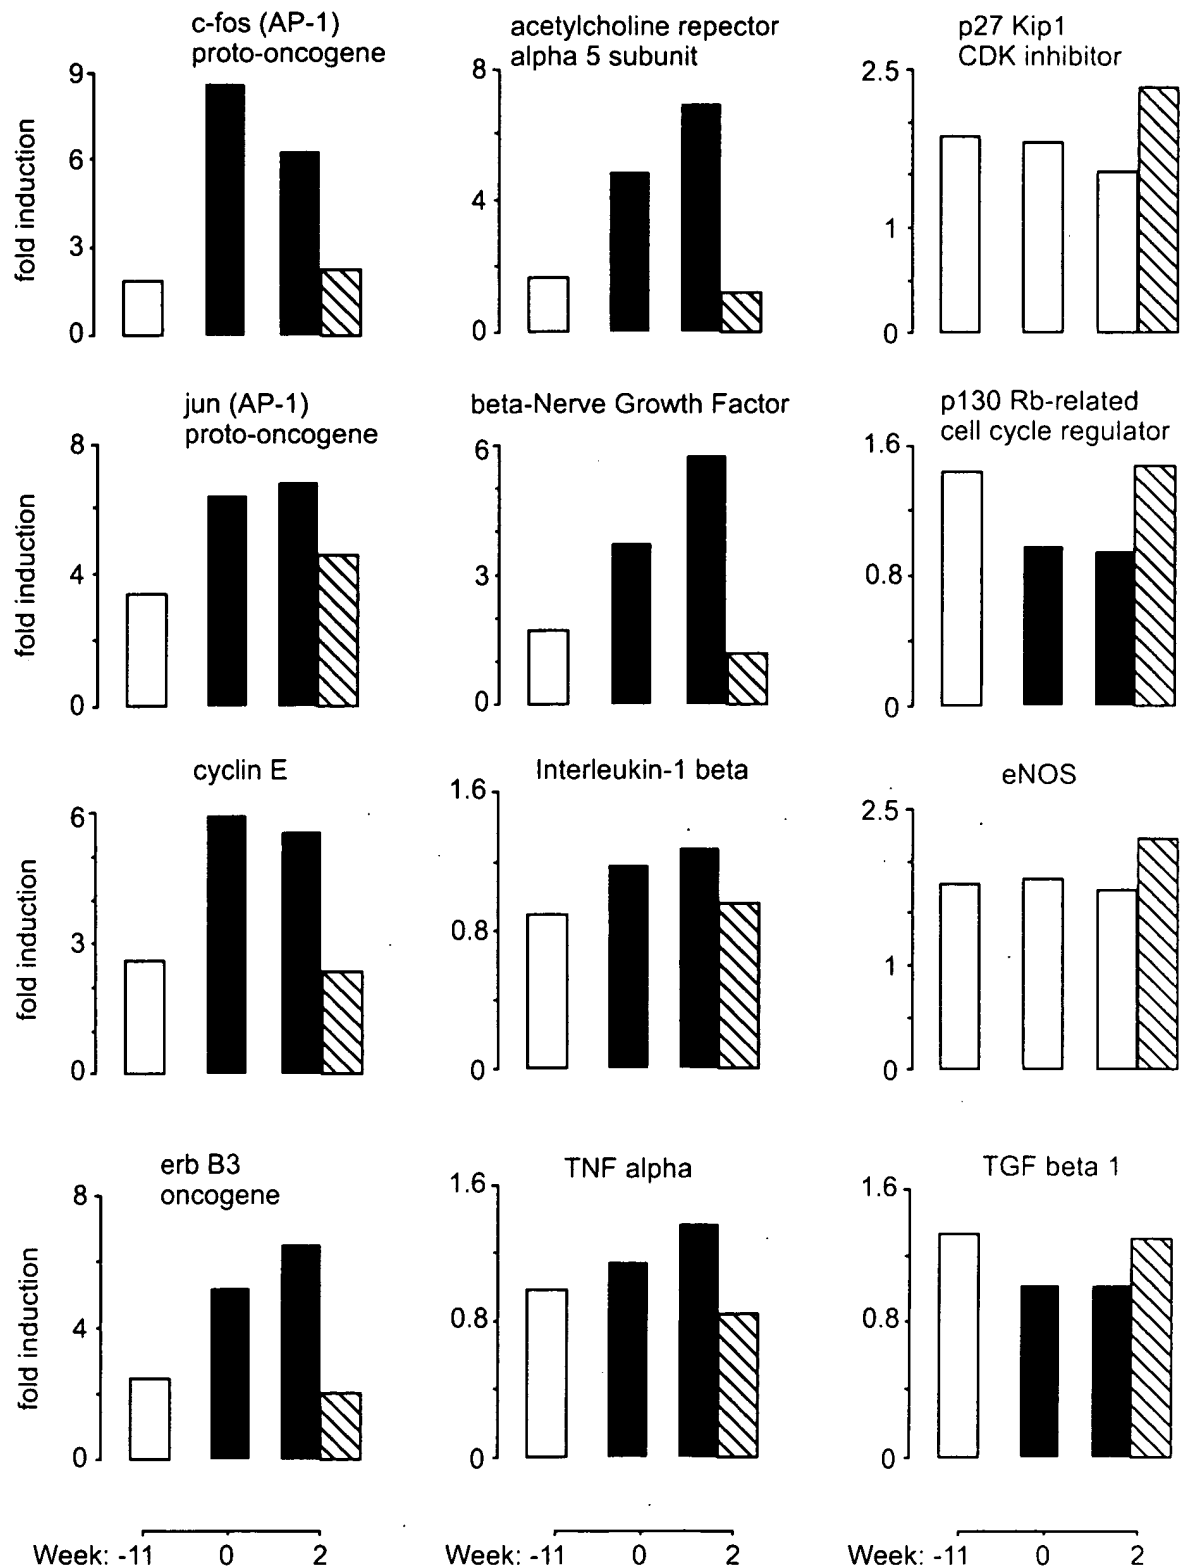 c-fos (AP-1)
proto-oncogene
9
6
3
0
fold induction
acetylcholine repector
alpha 5 subunit
8
4
0
p27 Kip1
CDK inhibitor
2.5
1
0
jun (AP-1)
proto-oncogene
8
4
0
fold induction
beta-Nerve Growth Factor
6
3
0
p130 Rb-related
cell cycle regulator
1.6
0.8
0
cyclin E
6
3
0
fold induction
Interleukin-1 beta
1.6
0.8
0
eNOS
2.5
1
0
erb B3
oncogene
8
4
0
fold induction
TNF alpha
1.6
0.8
0
TGF beta 1
1.6
0.8
0
Week: -11 0 2
Week: -11 0 2
Week: -11 0 2